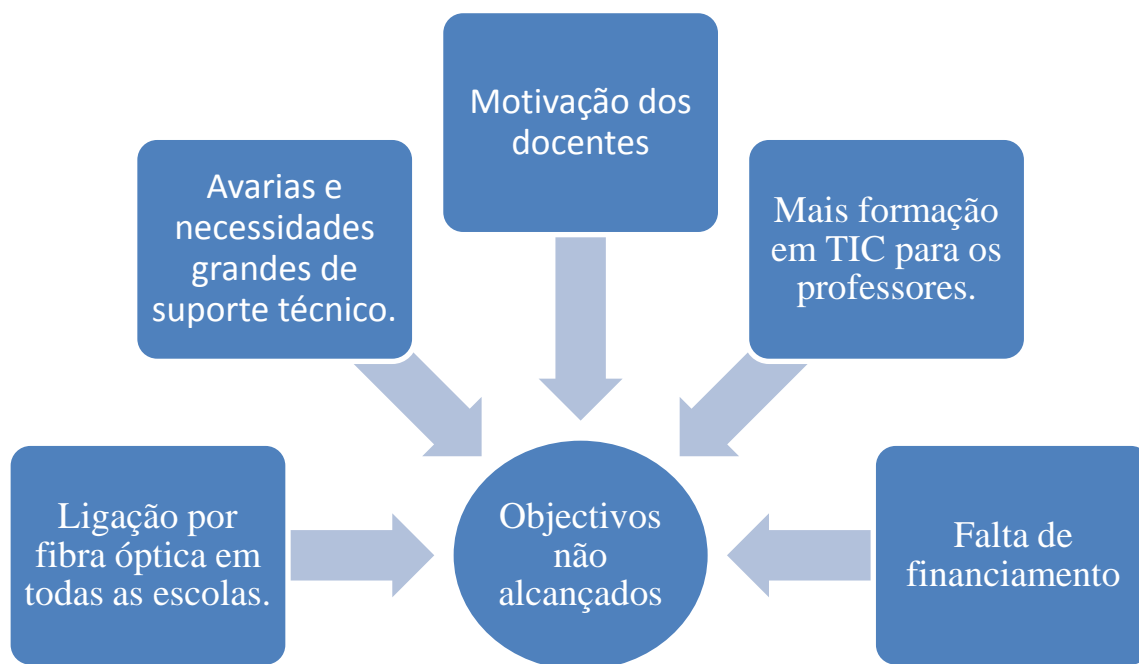 Motivação dos
docentes
Avarias e
necessidades
grandes de
suporte técnico.
Mais formação
em TIC para os
professores.
Ligação por
fibra óptica em
todas as escolas.
Objectivos
não
alcançados
Falta de
financiamento